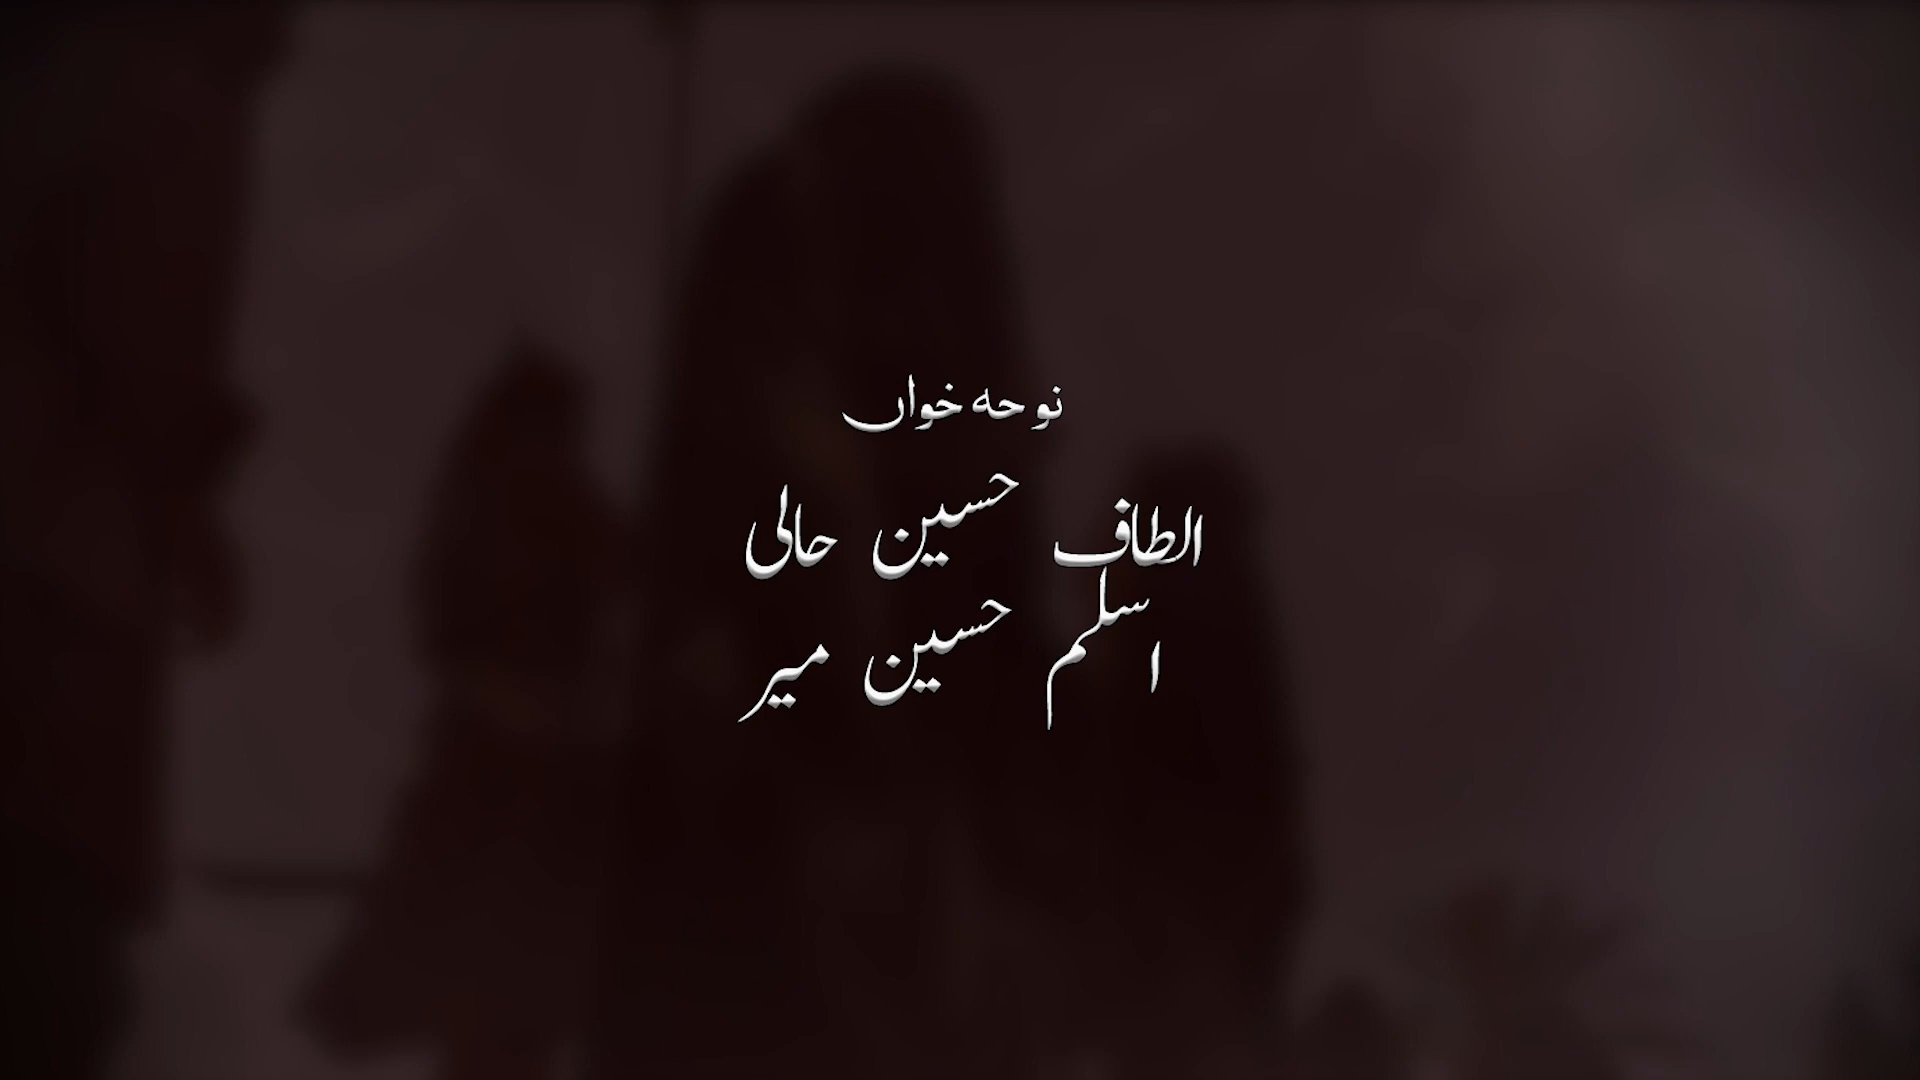 نوحہ خواں
الطاف حسین حالی
اسلم حسین میر